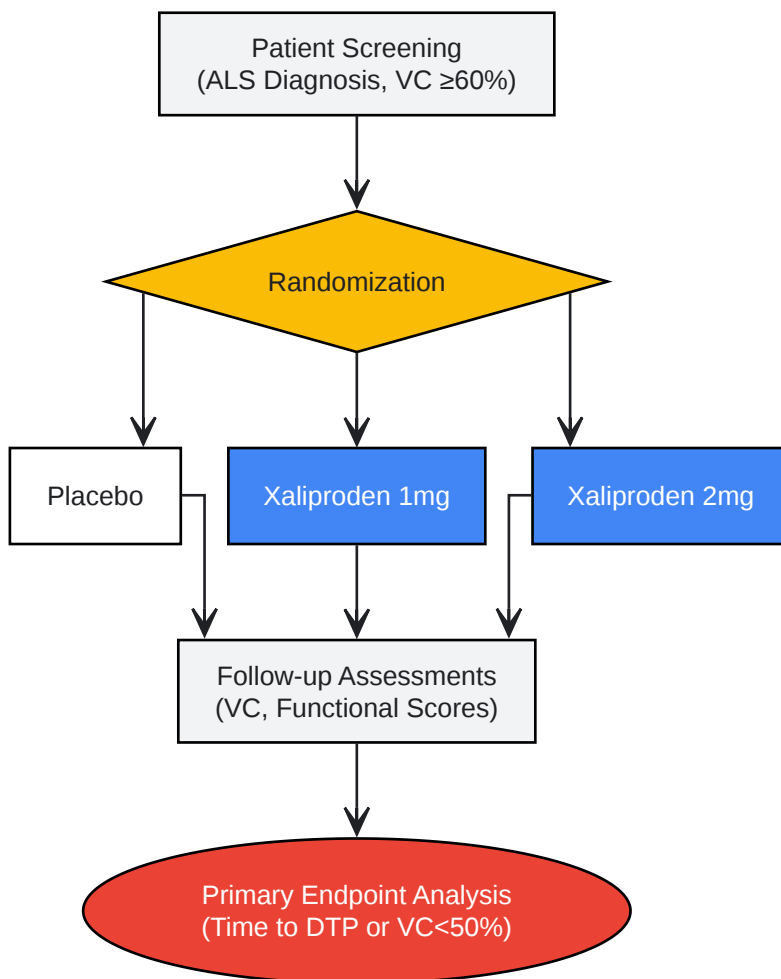 Patient Screening
(ALS Diagnosis, VC ≥60%)
Randomization
Placebo
Xaliproden 1mg
Xaliproden 2mg
Follow-up Assessments
(VC, Functional Scores)
Primary Endpoint Analysis
(Time to DTP or VC<50%)